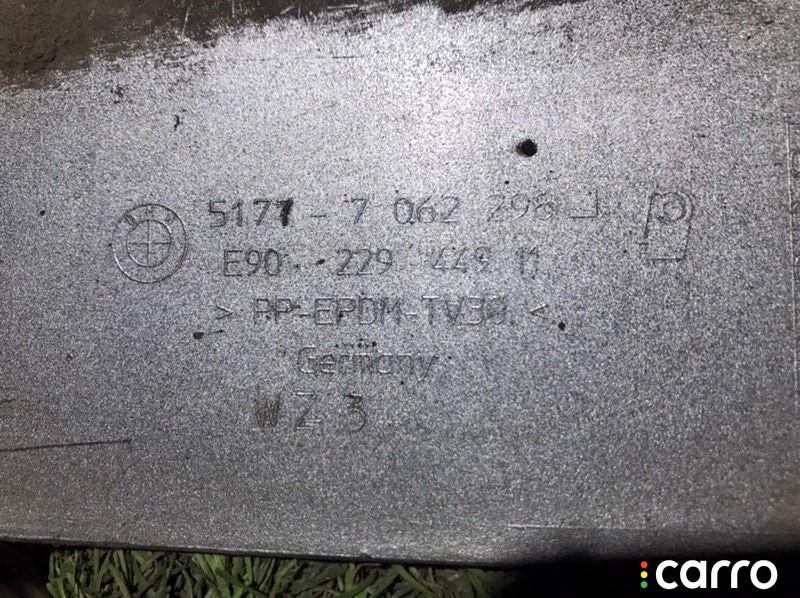 5177 - 7 062 298
E90 229 449
> PP-EPDM-TV30 <
Germany
WZ 3
carro